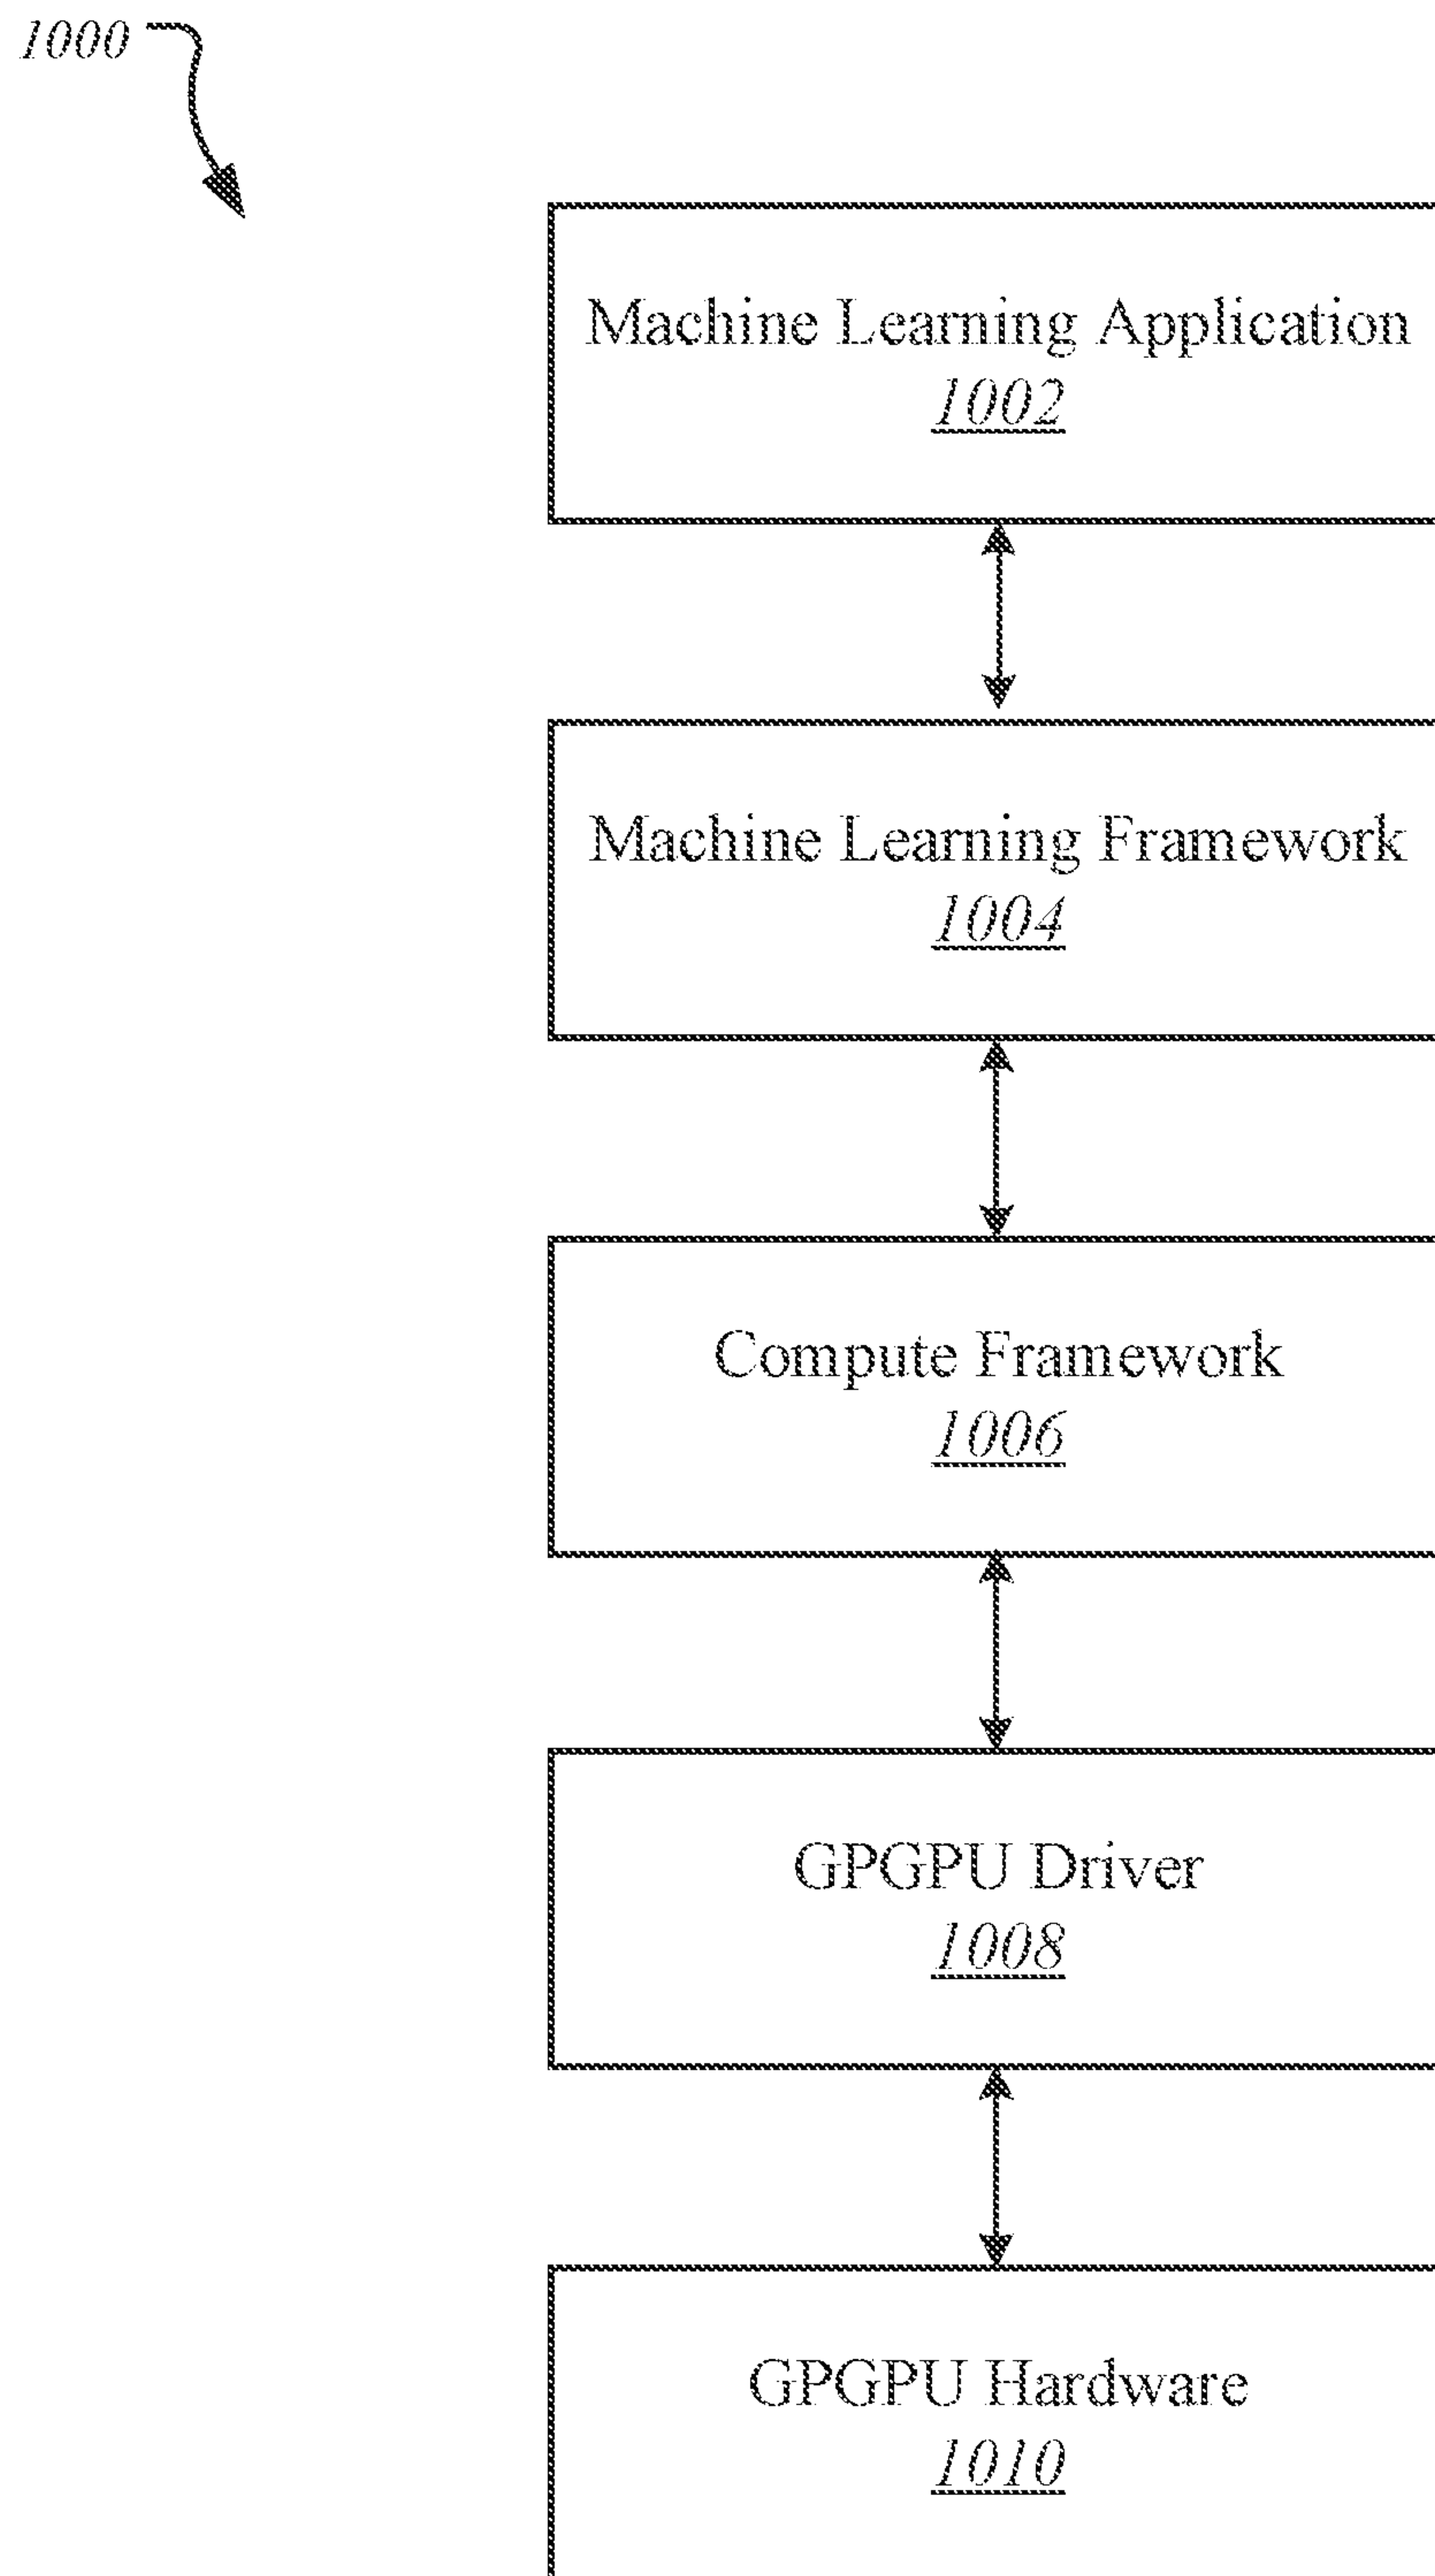 1000
Machine Learning Application
1002
Machine Learning Framework
1004
Compute Framework
1006
GPGPU Driver
1008
GPGPU Hardware
1010